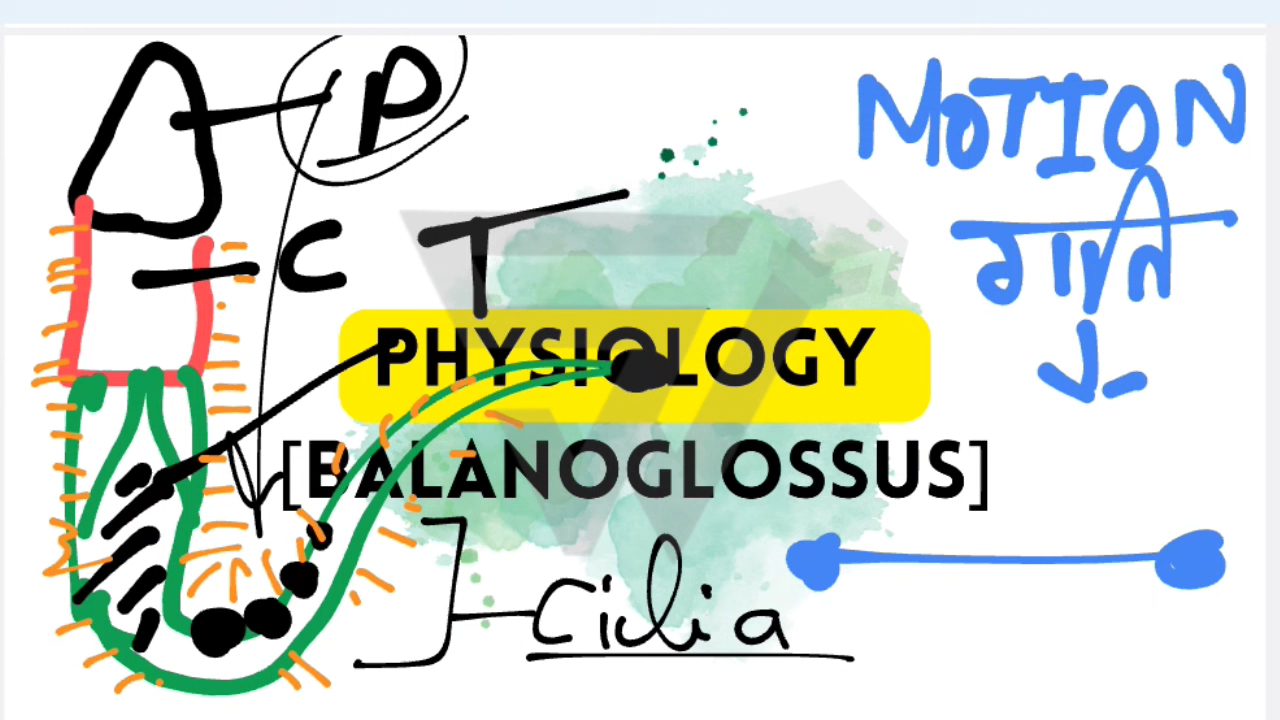 P
MOTION
गति
C
T
PHYSIOLOGY
[BALANOGLOSSUS]
Cilia